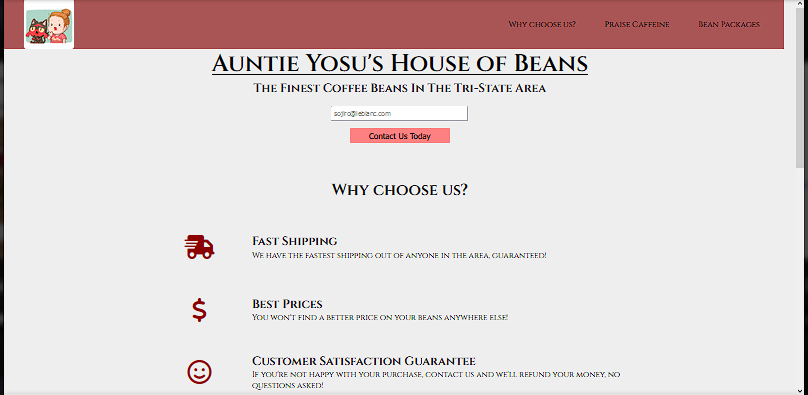 Why choose us? Praise Caffeine Bean Packages
Auntie Yosu's House of Beans
The Finest Coffee Beans In The Tri-State Area
sojiro@leblanc.com
Contact Us Today
Why choose us?
Fast Shipping
We have the fastest shipping out of anyone in the area, guaranteed!
Best Prices
You won't find a better price on your beans anywhere else!
Customer Satisfaction Guarantee
If you're not happy with your purchase, contact us and we'll refund your money, no
questions asked!